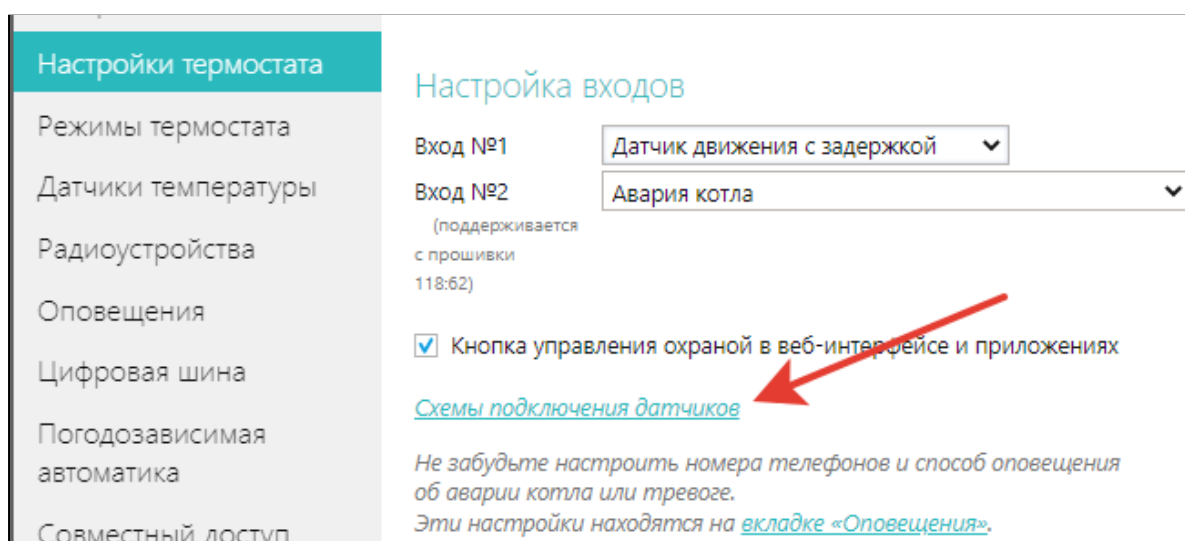 Настройки термостата
Режимы термостата
Датчики температуры
Радиоустройства
Оповещения
Цифровая шина
Погодозависимая
автоматика
Совместный доступ
Настройка входов
Вход №1 Датчик движения с задержкой
Вход №2 Авария котла
(поддерживается
с прошивки
118:62)
Кнопка управления охраной в веб-интерфейсе и приложениях
Схемы подключения датчиков
Не забудьте настроить номера телефонов и способ оповещения
об аварии котла или тревоге.
Эти настройки находятся на вкладке «Оповещения».